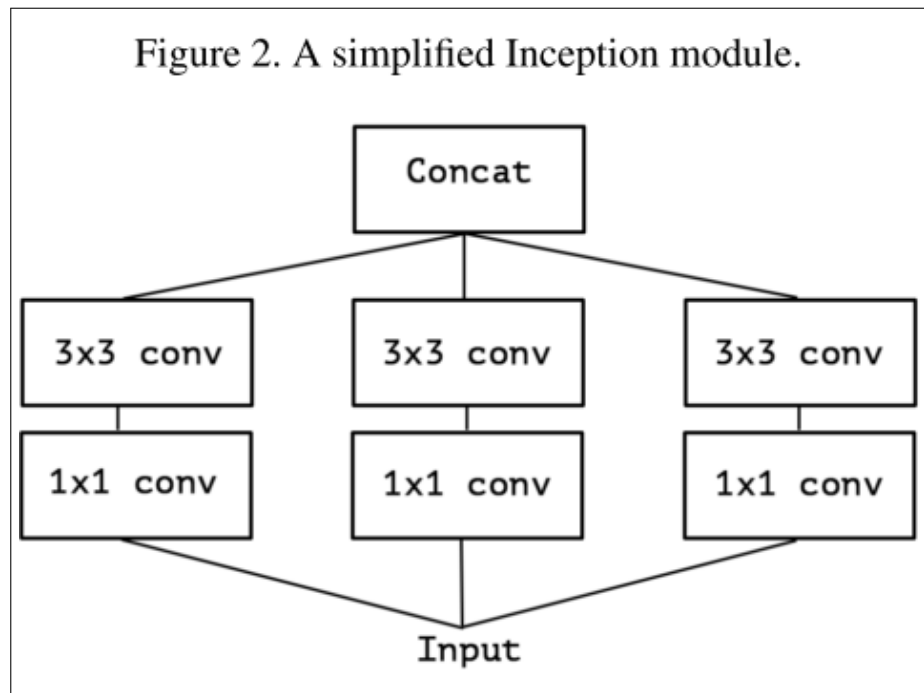 Figure 2. A simplified Inception module.
Concat
3x3 conv 3x3 conv 3x3 conv
1x1 conv 1x1 conv 1x1 conv
Input